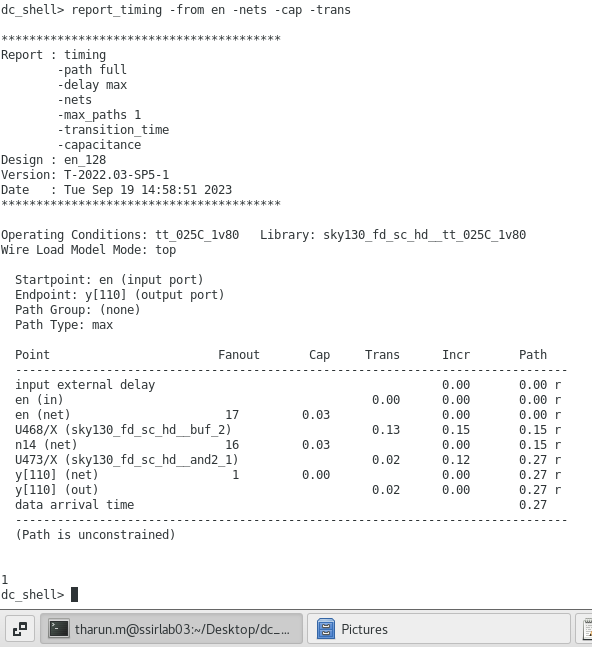 dc_shell> report_timing -from en -nets -cap -trans
****************************************
Report : timing
        -path full
        -delay max
        -nets
        -max_paths 1
        -transition_time
        -capacitance
Design : en_128
Version: T-2022.03-SP5-1
Date   : Tue Sep 19 14:58:51 2023
****************************************
Operating Conditions: tt_025C_1v80   Library: sky130_fd_sc_hd__tt_025C_1v80
Wire Load Model Mode: top
  Startpoint: en (input port)
  Endpoint: y[110] (output port)
  Path Group: (none)
  Path Type: max
  Point                        Fanout       Cap     Trans      Incr       Path
  -------------------------------------------------------------------------------
  input external delay                                         0.00       0.00 r
  en (in)                                            0.00      0.00       0.00 r
  en (net)                      17         0.03                0.00       0.00 r
  U468/X (sky130_fd_sc_hd__buf_2)                    0.13      0.15       0.15 r
  n14 (net)                     16         0.03                0.00       0.15 r
  U473/X (sky130_fd_sc_hd__and2_1)                   0.02      0.12       0.27 r
  y[110] (net)                   1         0.00                0.00       0.27 r
  y[110] (out)                                       0.02      0.00       0.27 r
  data arrival time                                                       0.27
  -------------------------------------------------------------------------------
  (Path is unconstrained)
1
dc_shell>
tharun.m@ssirlab03:~/Desktop/dc_... Pictures